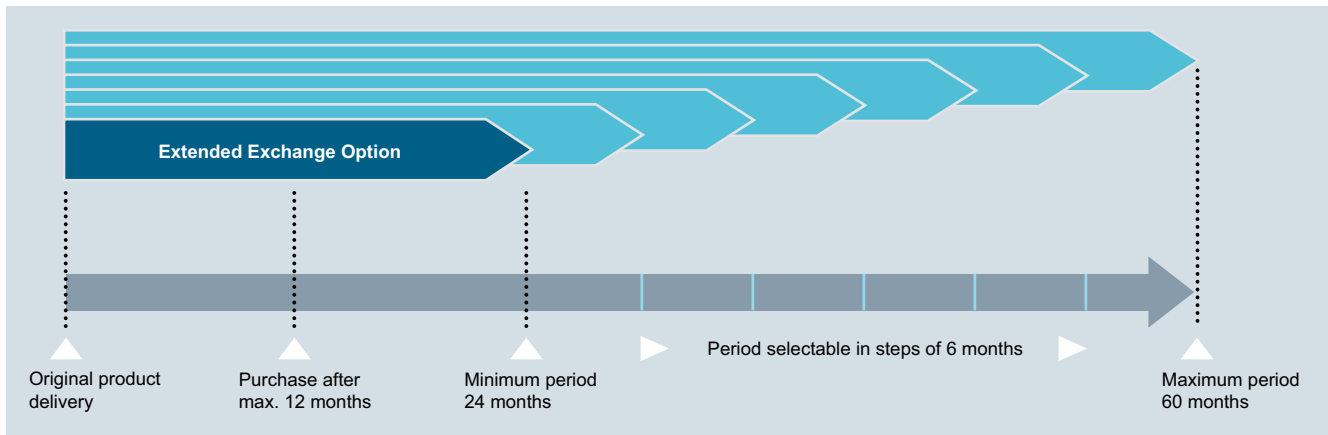 Extended Exchange Option
Period selectable in steps of 6 months
Original product
delivery
Purchase after
max. 12 months
Minimum period
24 months
Maximum period
60 months